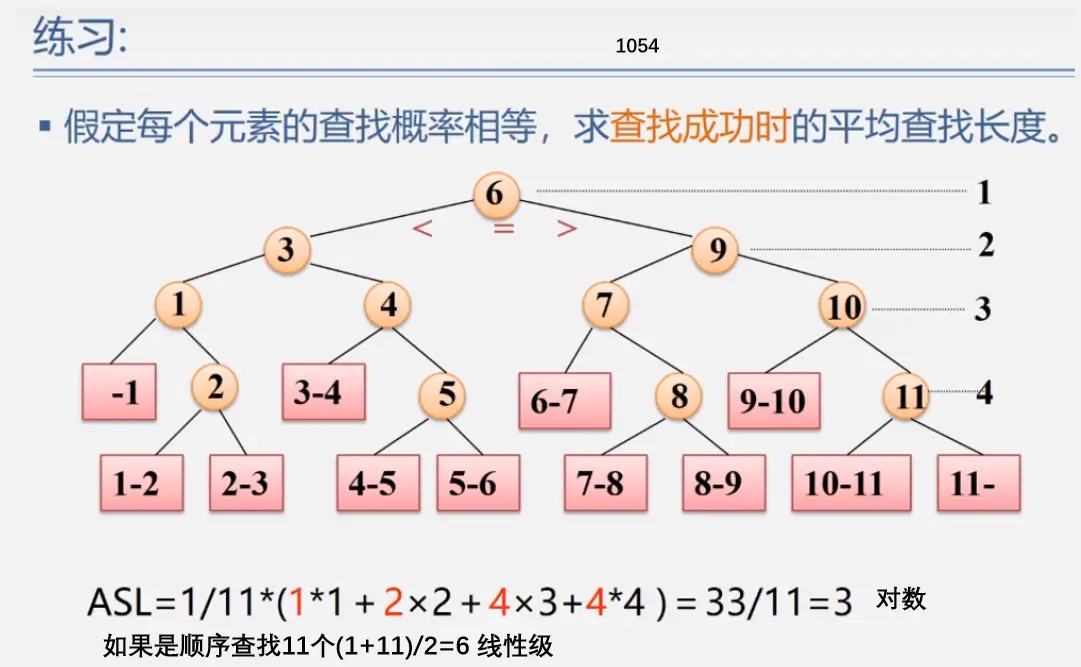 练习:
1054
▪ 假定每个元素的查找概率相等，求查找成功时的平均查找长度。
6 1
< = >
3 9 2
1 4 7 10 3
-1 2 3-4 5 6-7 8 9-10 11 4
1-2 2-3 4-5 5-6 7-8 8-9 10-11 11-
ASL=1/11*(1*1+2×2+4×3+4*4)=33/11=3 对数
如果是顺序查找11个(1+11)/2=6 线性级